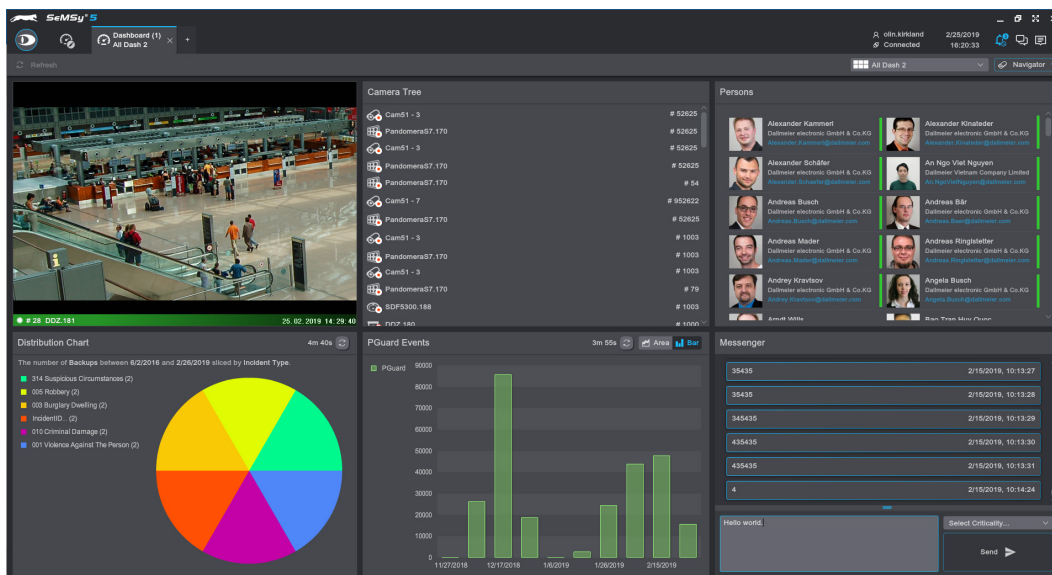 SeMSy®5
Dashboard (1)
All Dash 2
olin.kirkland
Connected
2/25/2019
16:20:33
Refresh
All Dash 2
Navigator
Camera Tree
Cam51 - 3 # 52625
PandomeraS7.170 # 52625
Cam51 - 3 # 52625
PandomeraS7.170 # 52625
PandomeraS7.170 # 54
Cam51 - 7 # 952622
PandomeraS7.170 # 52625
Cam51 - 3 # 1003
PandomeraS7.170 # 1003
Cam51 - 3 # 1003
PandomeraS7.170 # 79
SDF5300.188 # 1003
DDZ.180 # 1000
Persons
Alexander Kammerl
Dallmeier electronic GmbH & Co.KG
Alexander.Kammerl@dallmeier.com
Alexander Klnateder
Dallmeier electronic GmbH & Co.KG
Alexander.Klnateder@dallmeier.com
Alexander Schäfer
Dallmeier electronic GmbH & Co.KG
Alexander.Schaefer@dallmeier.com
An Ngo Viet Nguyen
Dallmeier Vietnam Company Limited
An.NgoVietNguyen@dallmeier.com
Andreas Busch
Dallmeier electronic GmbH & Co.KG
Andreas.Busch@dallmeier.com
Andreas Bär
Dallmeier electronic GmbH & Co.KG
Andreas.Baer@dallmeier.com
Andreas Mader
Dallmeier electronic GmbH & Co.KG
Andreas.Mader@dallmeier.com
Andreas Ringlstetter
Dallmeier electronic GmbH & Co.KG
Andreas.Ringlstetter@dallmeier.com
Andrey Kravtsov
Dallmeier electronic GmbH & Co.KG
Andrey.Kravtsov@dallmeier.com
Angela Busch
Dallmeier electronic GmbH & Co.KG
Angela.Busch@dallmeier.com
Arndt Wills
Bao Tran Huu Quoc
# 28 DDZ.181
25.02.2019 14:29:40
Distribution Chart
4m 40s
The number of Backups between 6/2/2016 and 2/26/2019 sliced by Incident Type.
314 Suspicious Circumstances (2)
005 Robbery (2)
003 Burglary Dwelling (2)
IncidentID... (2)
010 Criminal Damage (2)
001 Violence Against The Person (2)
PGuard Events
3m 55s
Area
Bar
PGuard
90000
80000
70000
60000
50000
40000
30000
20000
10000
0
11/27/2018 12/17/2018 1/6/2019 1/26/2019 2/15/2019
Messenger
35435 2/15/2019, 10:13:27
35435 2/15/2019, 10:13:28
345435 2/15/2019, 10:13:29
435435 2/15/2019, 10:13:30
435435 2/15/2019, 10:13:31
4 2/15/2019, 10:14:24
Hello world.
Select Criticality...
Send